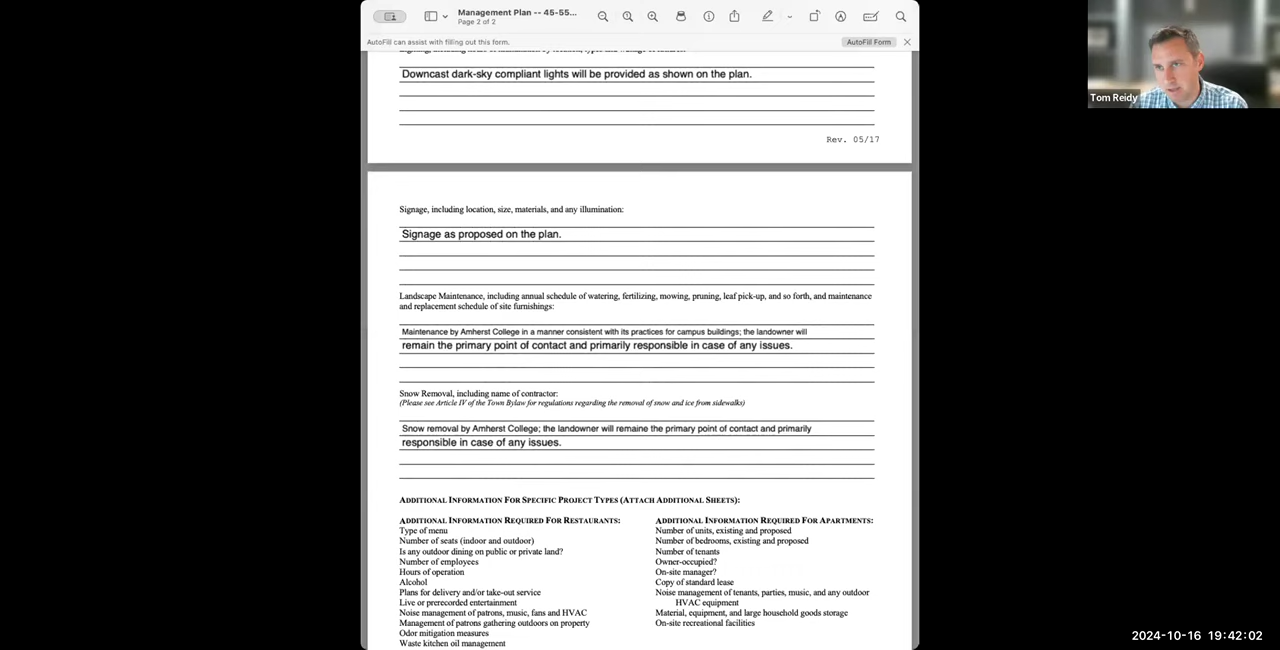 Management Plan -- 45-55...
Page 2 of 2
AutoFill can assist with filling out this form.
AutoFill Form
Tom Reidy
Downcast dark-sky compliant lights will be provided as shown on the plan.
Rev. 05/17
Signage, including location, size, materials, and any illumination:
Signage as proposed on the plan.
Landscape Maintenance, including annual schedule of watering, fertilizing, mowing, pruning, leaf pick-up, and so forth, and maintenance
and replacement schedule of site furnishings:
Maintenance by Amherst College in a manner consistent with its practices for campus buildings; the landowner will
remain the primary point of contact and primarily responsible in case of any issues.
Snow Removal, including name of contractor:
(Please see Article IV of the Town Bylaw for regulations regarding the removal of snow and ice from sidewalks)
Snow removal by Amherst College; the landowner will remaine the primary point of contact and primarily
responsible in case of any issues.
ADDITIONAL INFORMATION FOR SPECIFIC PROJECT TYPES (ATTACH ADDITIONAL SHEETS):
ADDITIONAL INFORMATION REQUIRED FOR RESTAURANTS:
Type of menu
Number of seats (indoor and outdoor)
Is any outdoor dining on public or private land?
Number of employees
Hours of operation
Alcohol
Plans for delivery and/or take-out service
Live or prerecorded entertainment
Noise management of patrons, music, fans and HVAC
Management of patrons gathering outdoors on property
Odor mitigation measures
Waste kitchen oil management
ADDITIONAL INFORMATION REQUIRED FOR APARTMENTS:
Number of units, existing and proposed
Number of bedrooms, existing and proposed
Number of tenants
Owner-occupied?
On-site manager?
Copy of standard lease
Noise management of tenants, parties, music, and any outdoor
HVAC equipment
Material, equipment, and large household goods storage
On-site recreational facilities
2024-10-16 19:42:02